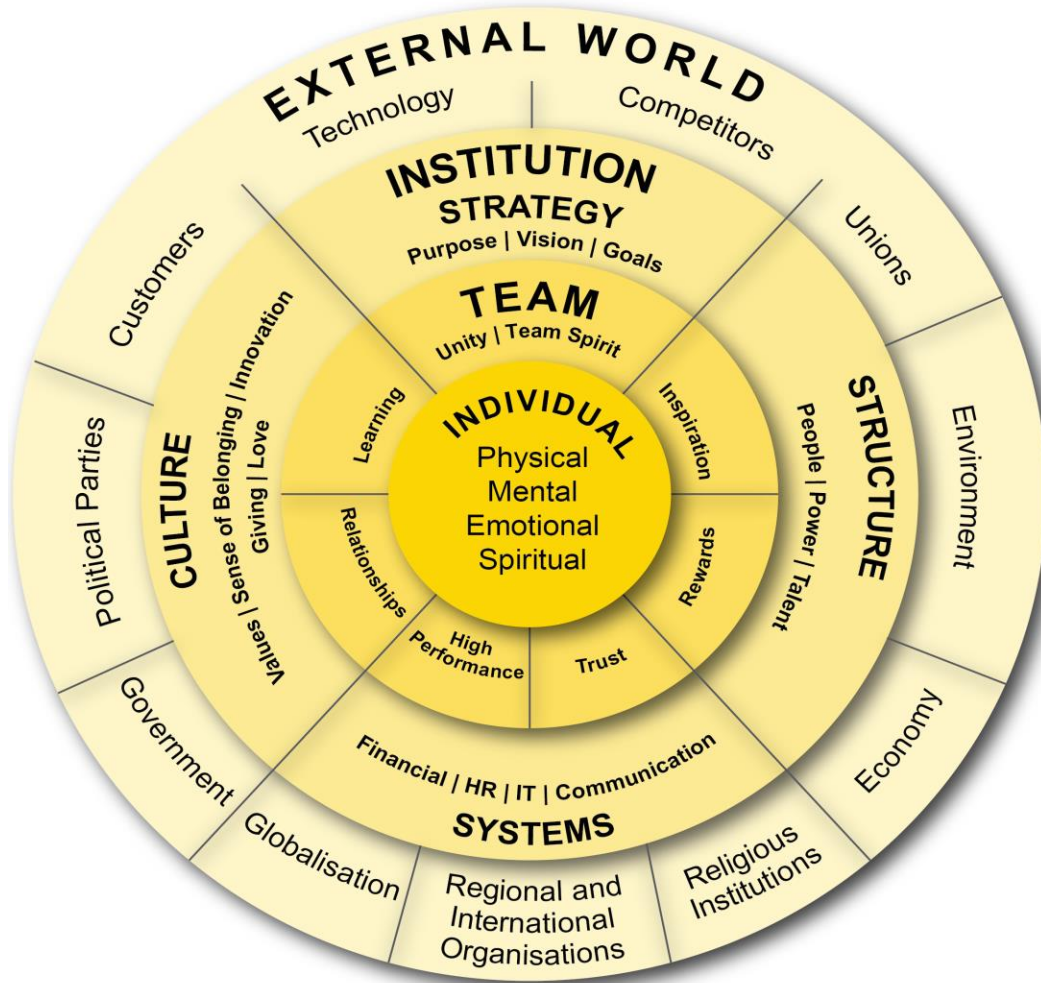 EXTERNAL WORLD
Technology
Competitors
Unions
Environment
Economy
Religious
Institutions
Regional and
International
Organisations
Globalisation
Government
Political Parties
Customers
INSTITUTION
STRATEGY
Purpose | Vision | Goals
STRUCTURE
People | Power | Talent
SYSTEMS
Financial | HR | IT | Communication
CULTURE
Values | Sense of Belonging | Innovation
Giving | Love
TEAM
Unity | Team Spirit
Inspiration
Rewards
Trust
High
Performance
Relationships
Learning
INDIVIDUAL
Physical
Mental
Emotional
Spiritual